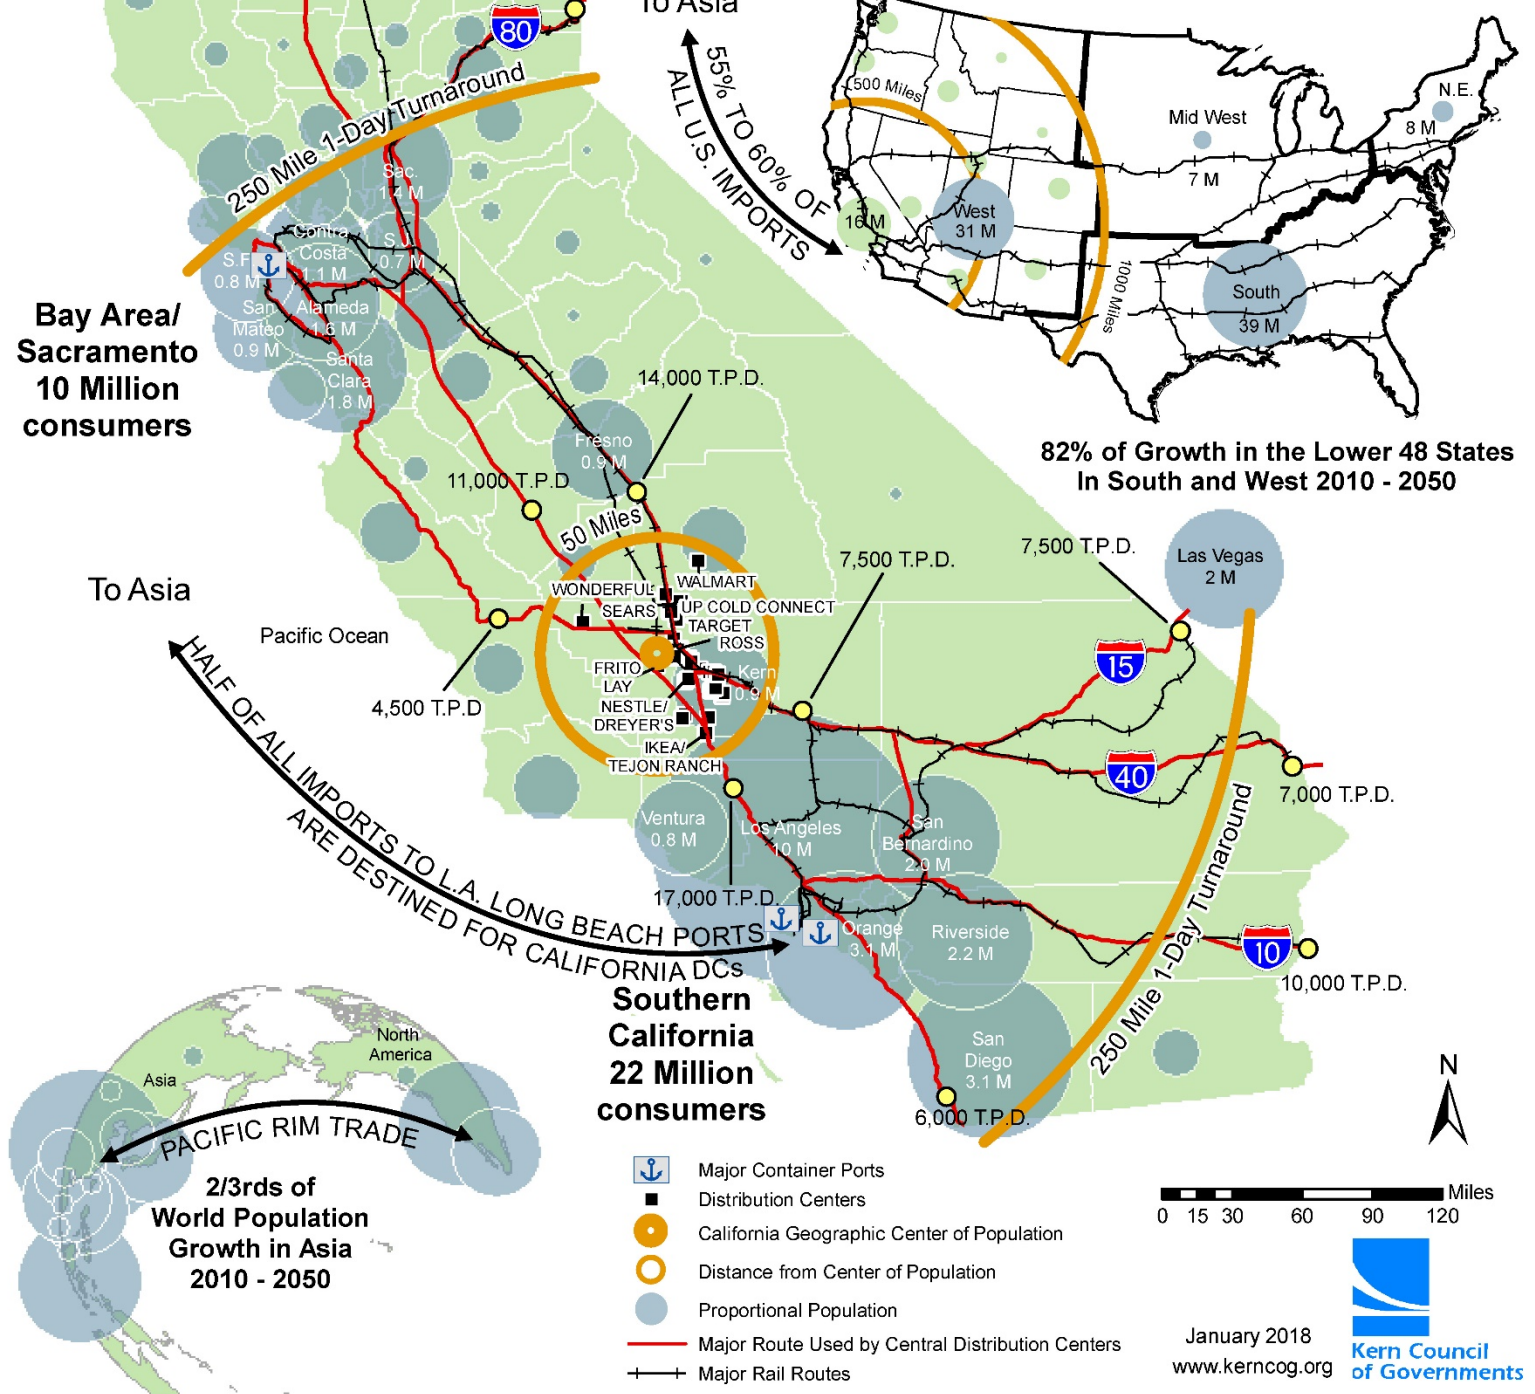 To Asia
80
250 Mile 1-Day Turnaround
55% TO 60% OF
ALL U.S. IMPORTS
500 Miles
1000 Miles
N.E.
8 M
Mid West
7 M
16 M
West
31 M
South
39 M
82% of Growth in the Lower 48 States
In South and West 2010 - 2050
Sac.
1.4 M
Contra
Costa
1.1 M
S.J.
0.7 M
S.F.
0.8 M
San
Mateo
0.9 M
Alameda
1.6 M
Santa
Clara
1.8 M
Bay Area/
Sacramento
10 Million
consumers
14,000 T.P.D.
Fresno
0.9 M
11,000 T.P.D
50 Miles
7,500 T.P.D.
7,500 T.P.D.
Las Vegas
2 M
To Asia
Pacific Ocean
WALMART
WONDERFUL
SEARS
UP COLD CONNECT
TARGET
ROSS
FRITO
LAY
Kern
0.9 M
NESTLE/
DREYER'S
IKEA/
TEJON RANCH
4,500 T.P.D
15
40
7,000 T.P.D.
HALF OF ALL IMPORTS TO L.A. LONG BEACH PORTS
ARE DESTINED FOR CALIFORNIA DCs
Ventura
0.8 M
Los Angeles
10 M
San
Bernardino
2.0 M
17,000 T.P.D.
Orange
3.1 M
Riverside
2.2 M
10
10,000 T.P.D.
250 Mile 1-Day Turnaround
San
Diego
3.1 M
6,000 T.P.D.
Southern
California
22 Million
consumers
North
America
Asia
PACIFIC RIM TRADE
2/3rds of
World Population
Growth in Asia
2010 - 2050
Major Container Ports
Distribution Centers
California Geographic Center of Population
Distance from Center of Population
Proportional Population
Major Route Used by Central Distribution Centers
Major Rail Routes
N
Miles
0 15 30 60 90 120
January 2018
www.kerncog.org
Kern Council
of Governments